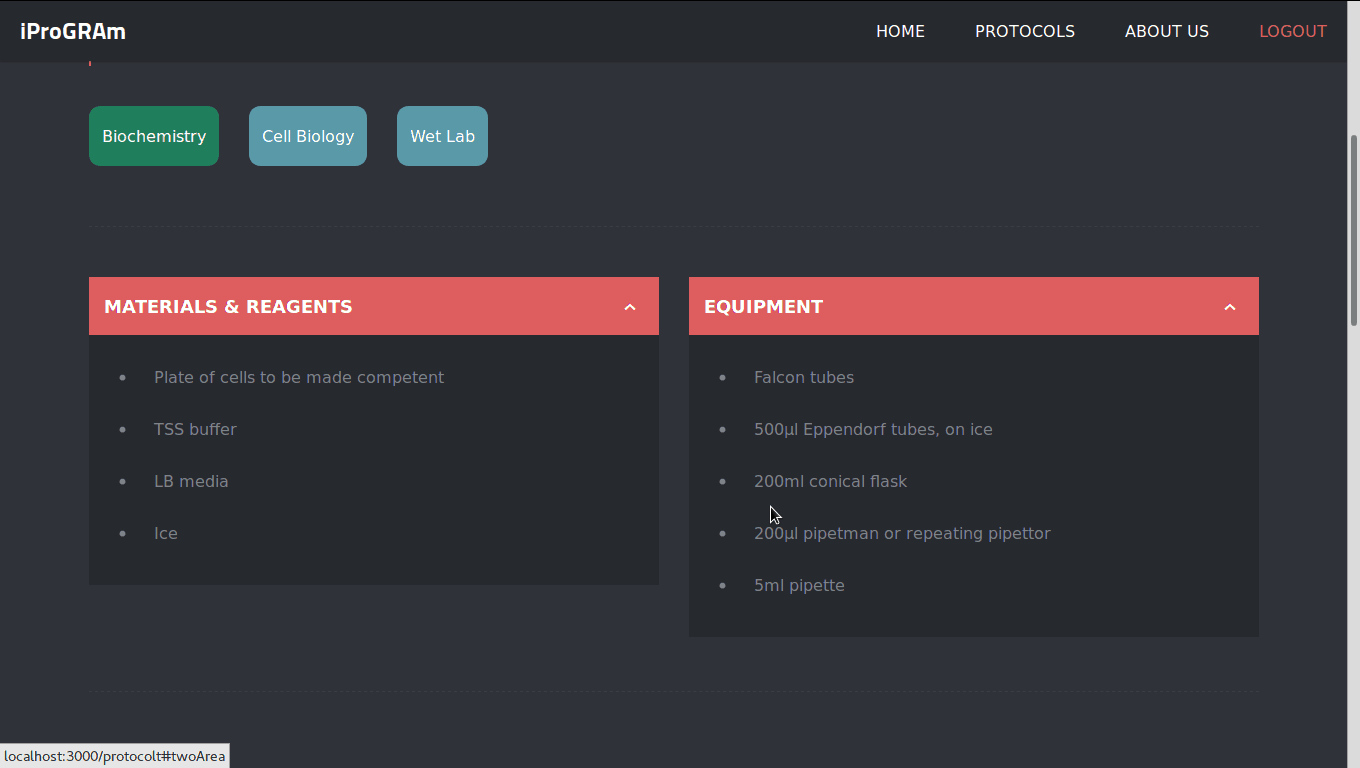 iProGRAm HOME PROTOCOLS ABOUT US LOGOUT
Biochemistry Cell Biology Wet Lab
MATERIALS & REAGENTS
Plate of cells to be made competent
TSS buffer
LB media
Ice
EQUIPMENT
Falcon tubes
500µl Eppendorf tubes, on ice
200ml conical flask
200µl pipetman or repeating pipettor
5ml pipette
localhost:3000/protocolt#twoArea